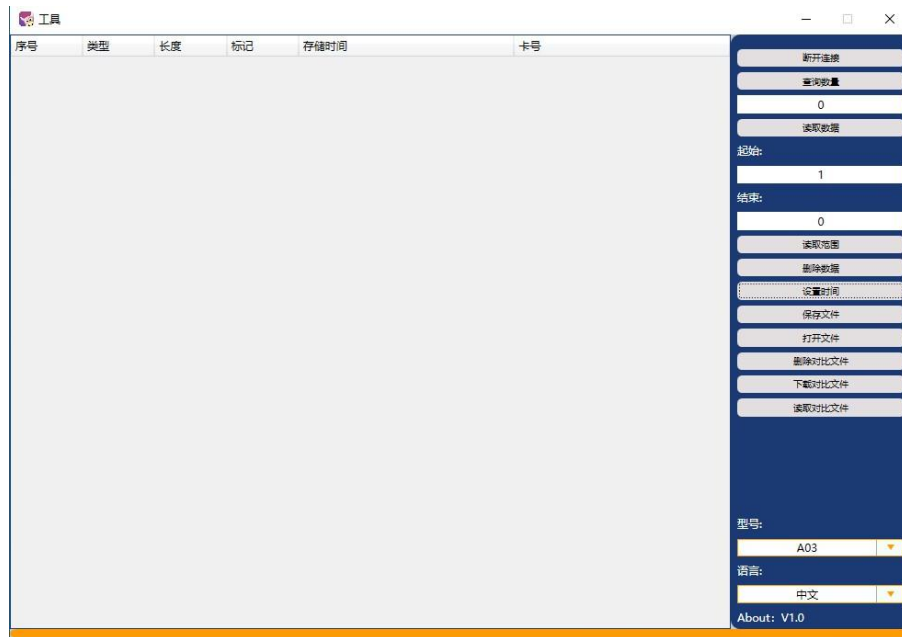 工具
序号 类型 长度 标记 存储时间 卡号
断开连接
查询数量
0
读取数据
起始:
1
结束:
0
读取范围
删除数据
设置时间
保存文件
打开文件
删除对比文件
下载对比文件
读取对比文件
型号:
A03
语言:
中文
About: V1.0